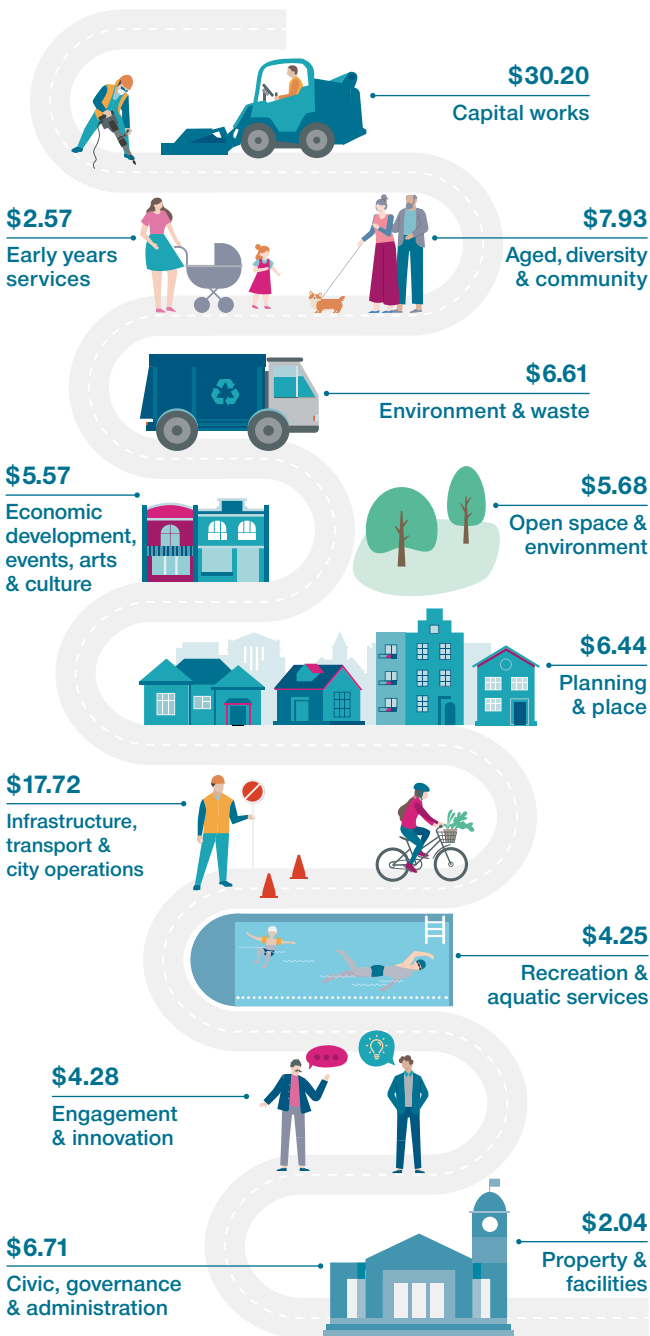 $30.20
Capital works
$2.57
Early years
services
$7.93
Aged, diversity
& community
$6.61
Environment & waste
$5.57
Economic
development,
events, arts
& culture
$5.68
Open space &
environment
$6.44
Planning
& place
$17.72
Infrastructure,
transport &
city operations
$4.25
Recreation &
aquatic services
$4.28
Engagement
& innovation
$2.04
Property &
facilities
$6.71
Civic, governance
& administration